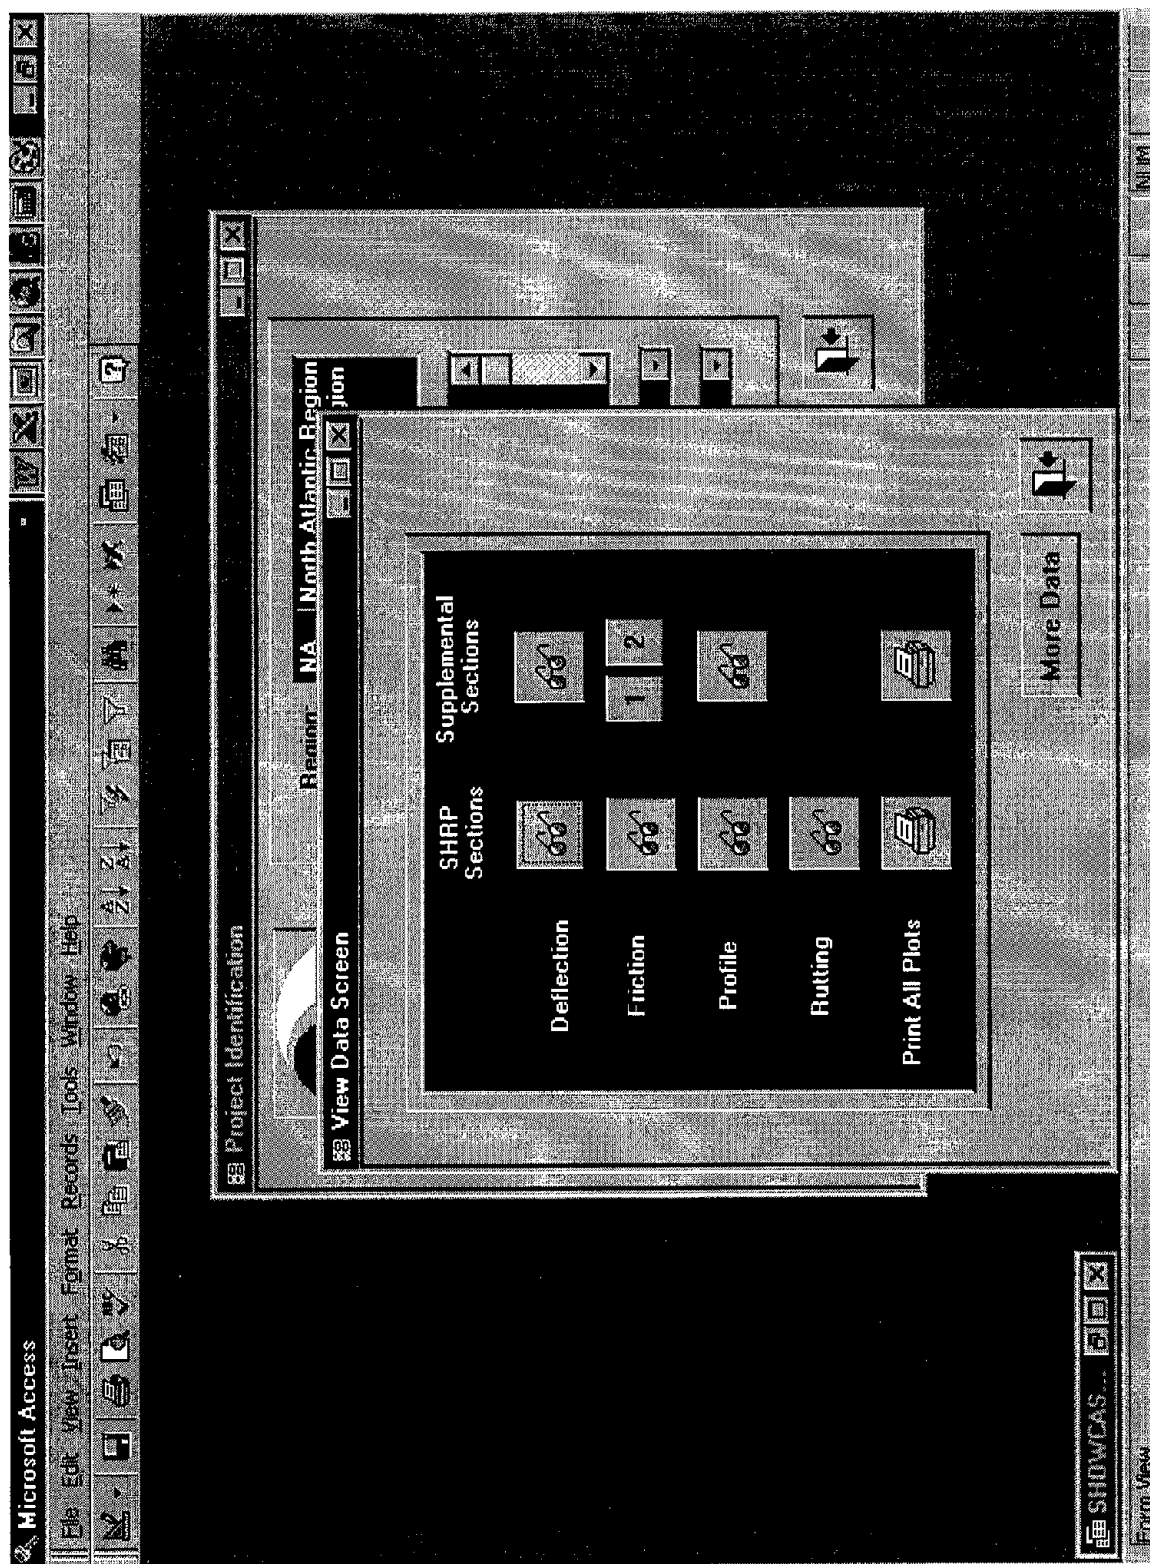 Microsoft Access
File Edit View Insert Format Records Tools Window Help
Project Identification
Region NA North Atlantic Region
gion
View Data Screen
SHRP Sections
Supplemental Sections
Deflection
Friction 1 2
Profile
Rutting
Print All Plots
More Data
SHOWCAS...
Form View NUM